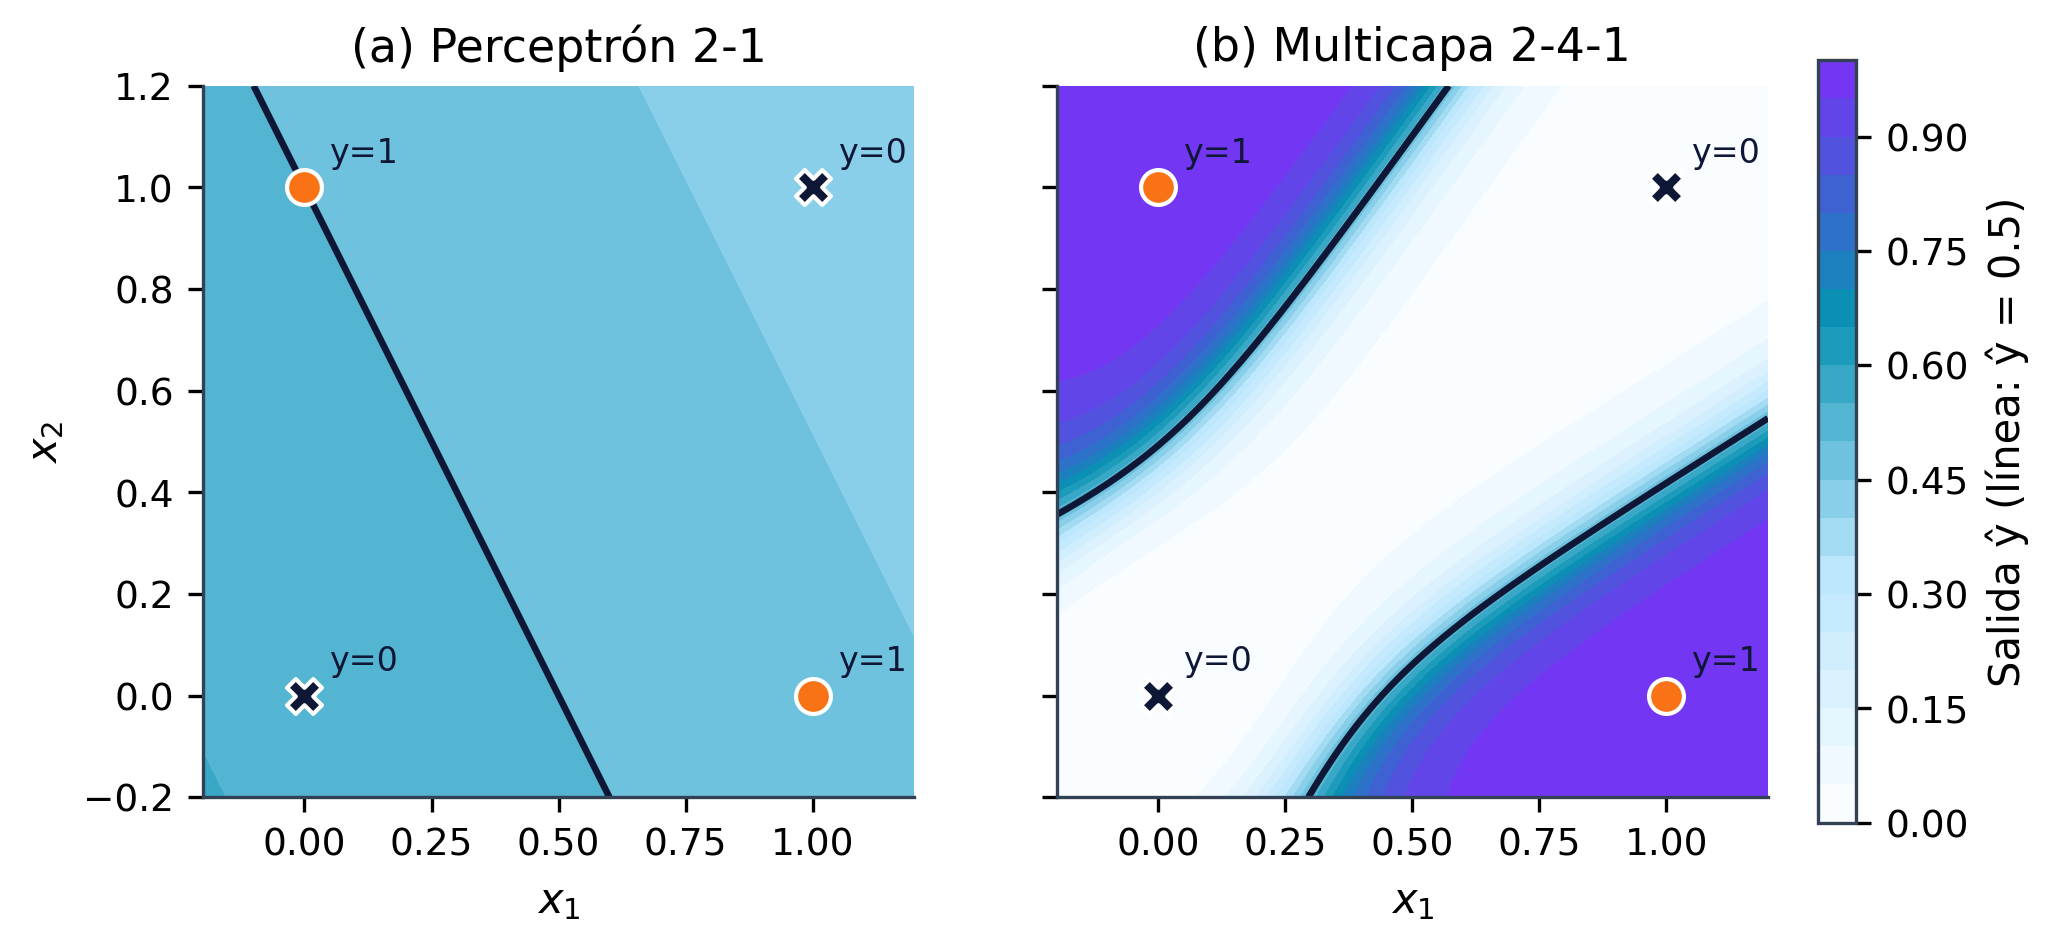 (a) Perceptrón 2-1
1.2
1.0
0.8
0.6
0.4
0.2
0.0
−0.2
x2
y=1
y=0
y=0
y=1
0.00 0.25 0.50 0.75 1.00
x1
(b) Multicapa 2-4-1
y=1
y=0
y=0
y=1
0.00 0.25 0.50 0.75 1.00
x1
0.90
0.75
0.60
0.45
0.30
0.15
0.00
Salida ŷ (línea: ŷ = 0.5)